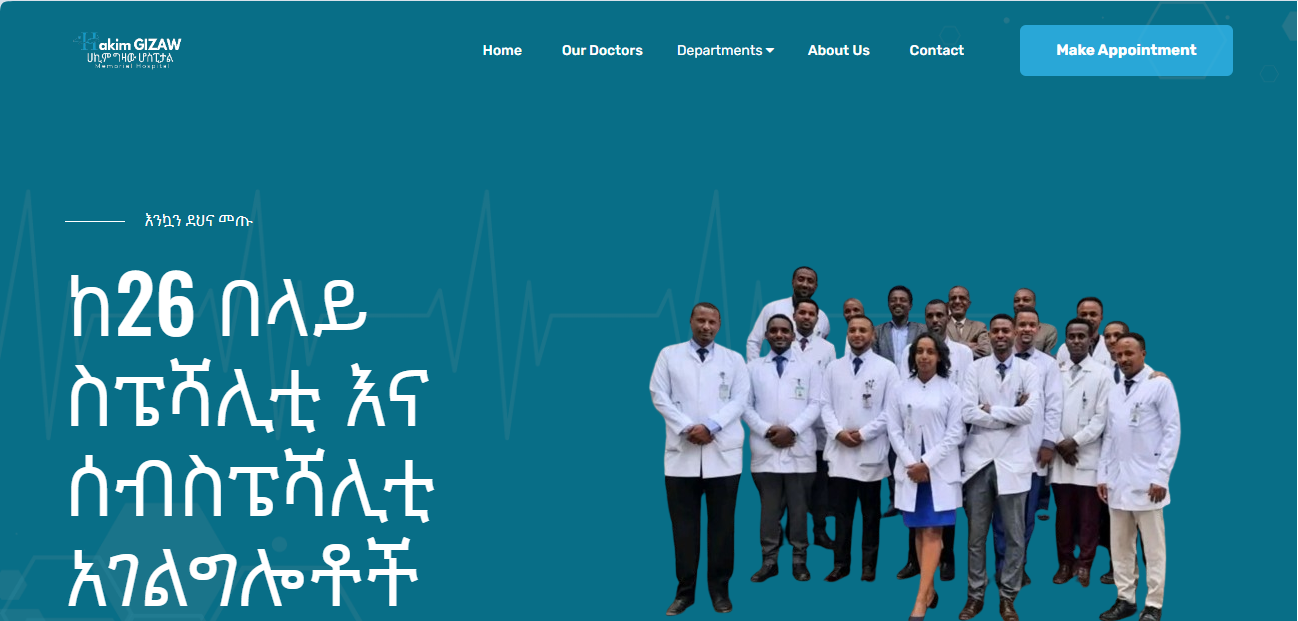 Hakim GIZAW
ሀኪም ግዛው ሆስፒታል
Memorial Hospital
Home
Our Doctors
Departments
About Us
Contact
Make Appointment
እንኳን ደህና መጡ
ከ26 በላይ
ስፔሻሊቲ እና
ሰብስፔሻሊቲ
አገልግሎቶች